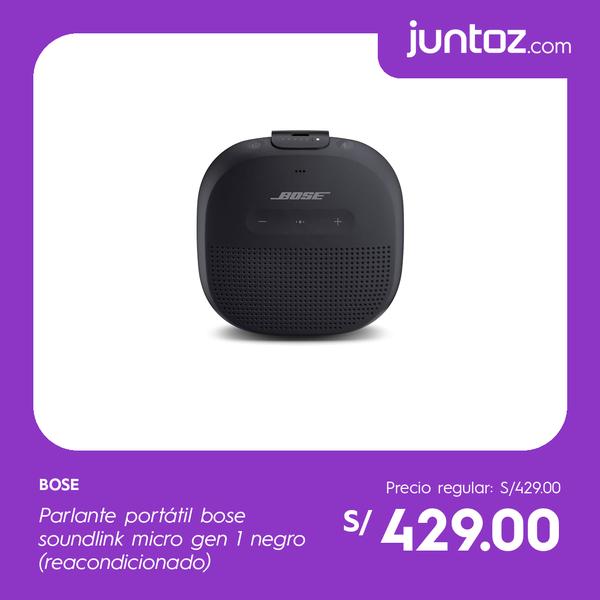 juntoz.com
BOSE
BOSE
Parlante portátil bose
soundlink micro gen 1 negro
(reacondicionado)
Precio regular: S/429.00
S/ 429.00